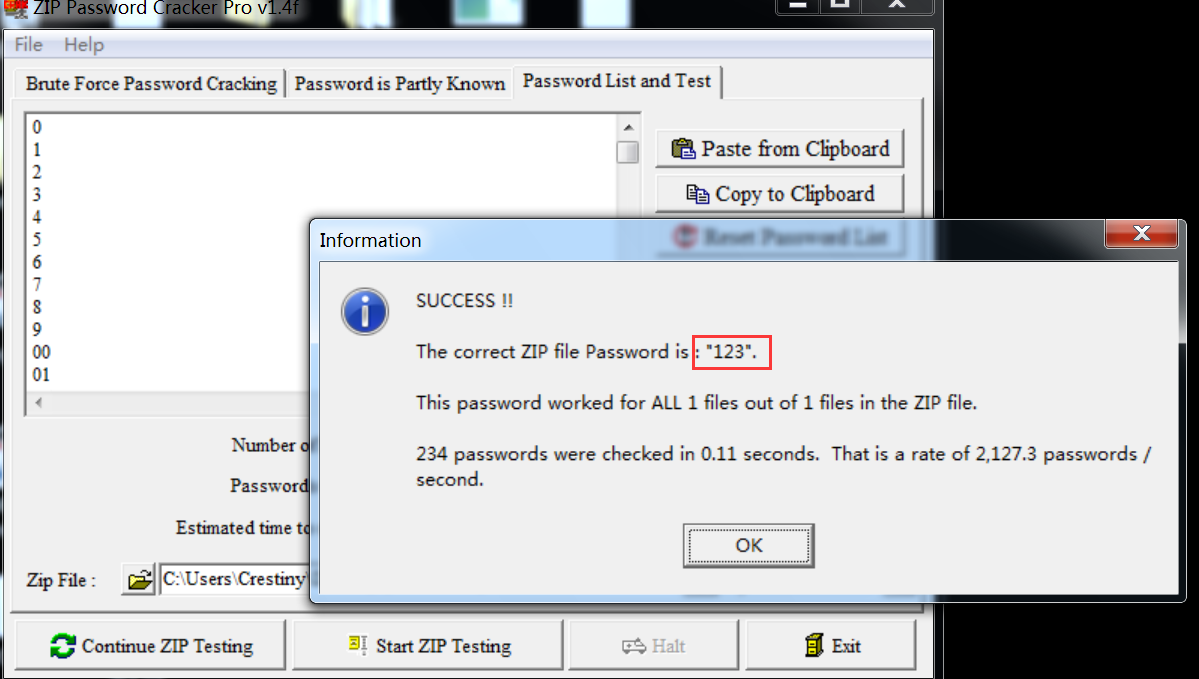 ZIP Password Cracker Pro v1.4f
File Help
Brute Force Password Cracking Password is Partly Known Password List and Test
0
1
2
3
4
5
6
7
8
9
00
01
Paste from Clipboard
Copy to Clipboard
Reset Password List
Information
SUCCESS !!
The correct ZIP file Password is : "123".
This password worked for ALL 1 files out of 1 files in the ZIP file.
234 passwords were checked in 0.11 seconds.  That is a rate of 2,127.3 passwords /
second.
OK
Number
Password
Estimated time
Zip File : C:\Users\Crestiny
Continue ZIP Testing Start ZIP Testing Halt Exit